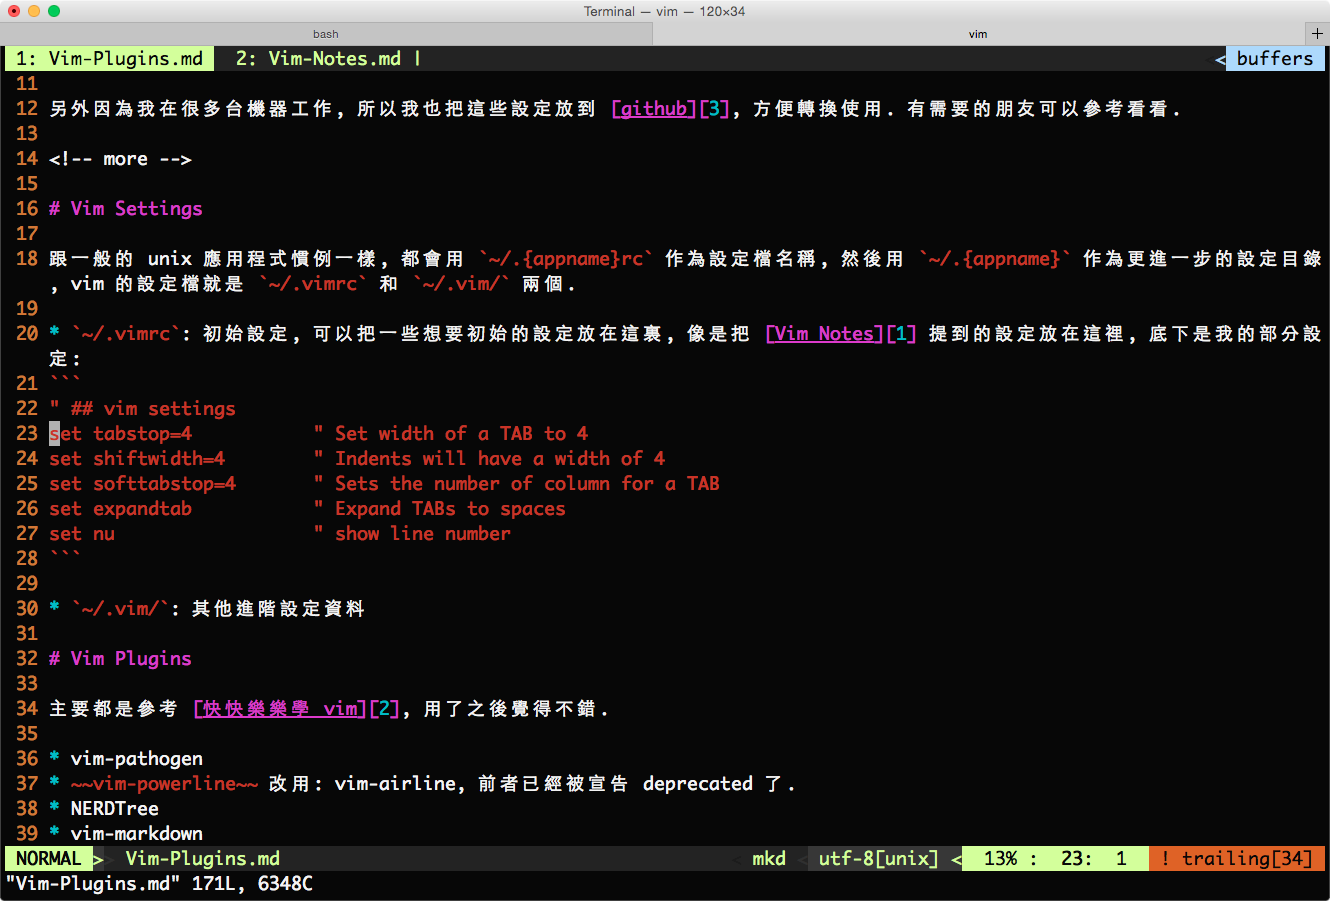 Terminal — vim — 120×34
bash
vim
+
1: Vim-Plugins.md 2: Vim-Notes.md | < buffers
11
12 另外因為我在很多台機器工作, 所以我也把這些設定放到 [github][3], 方便轉換使用. 有需要的朋友可以參考看看.
13
14 <!-- more -->
15
16 # Vim Settings
17
18 跟一般的 unix 應用程式慣例一樣, 都會用 `~/.{appname}rc` 作為設定檔名稱, 然後用 `~/.{appname}` 作為更進一步的設定目錄
, vim 的設定檔就是 `~/.vimrc` 和 `~/.vim/` 兩個.
19
20 * `~/.vimrc`: 初始設定, 可以把一些想要初始的設定放在這裏, 像是把 [Vim Notes][1] 提到的設定放在這裡, 底下是我的部分設
定:
21 ```
22 " ## vim settings
23 set tabstop=4 " Set width of a TAB to 4
24 set shiftwidth=4 " Indents will have a width of 4
25 set softtabstop=4 " Sets the number of column for a TAB
26 set expandtab " Expand TABs to spaces
27 set nu " show line number
28 ```
29
30 * `~/.vim/`: 其他進階設定資料
31
32 # Vim Plugins
33
34 主要都是參考 [快快樂樂學 vim][2], 用了之後覺得不錯.
35
36 * vim-pathogen
37 * ~~vim-powerline~~ 改用: vim-airline, 前者已經被宣告 deprecated 了.
38 * NERDTree
39 * vim-markdown
NORMAL > Vim-Plugins.md < mkd < utf-8[unix] < 13% : 23: 1 ! trailing[34]
"Vim-Plugins.md" 171L, 6348C